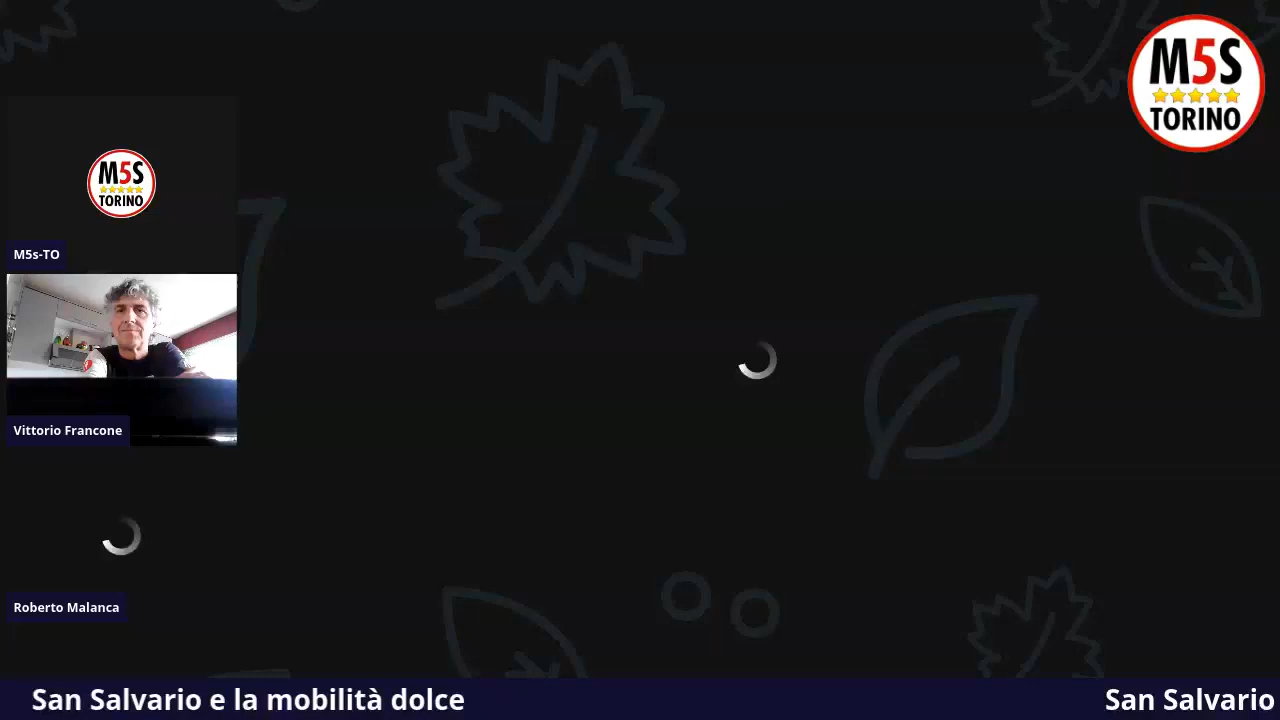 M5S
TORINO
M5S
TORINO
M5s-TO
Vittorio Francone
Roberto Malanca
San Salvario e la mobilità dolce
San Salvario